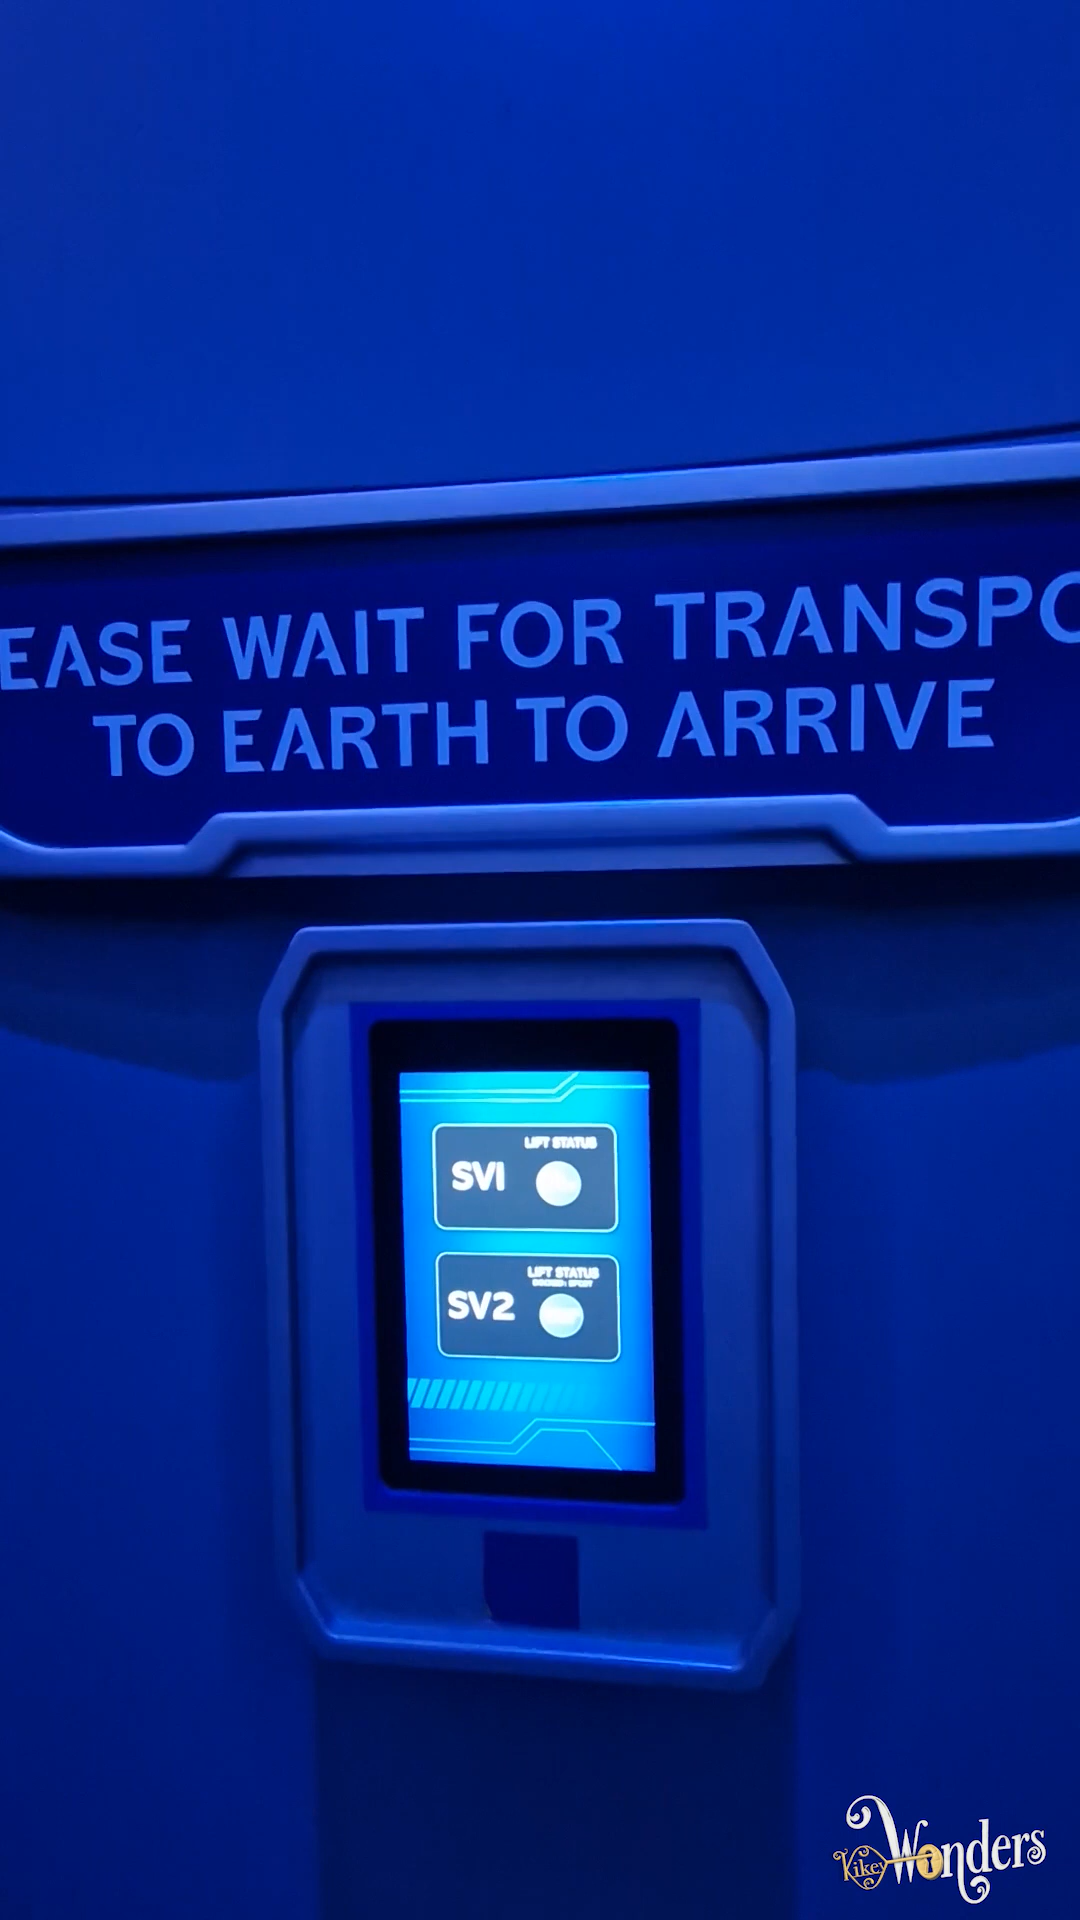 EASE WAIT FOR TRANSPO
TO EARTH TO ARRIVE
LIFT STATUS
SV1
LIFT STATUS
SV2
Kikey Wonders